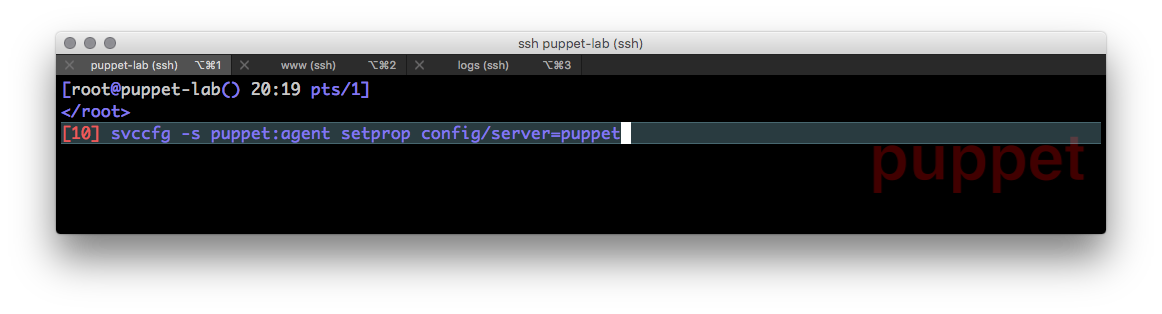 ssh puppet-lab (ssh)
puppet-lab (ssh) ⌥⌘1 www (ssh) ⌥⌘2 logs (ssh) ⌥⌘3
[root@puppet-lab() 20:19 pts/1]
</root>
[10] svccfg -s puppet:agent setprop config/server=puppet
puppet